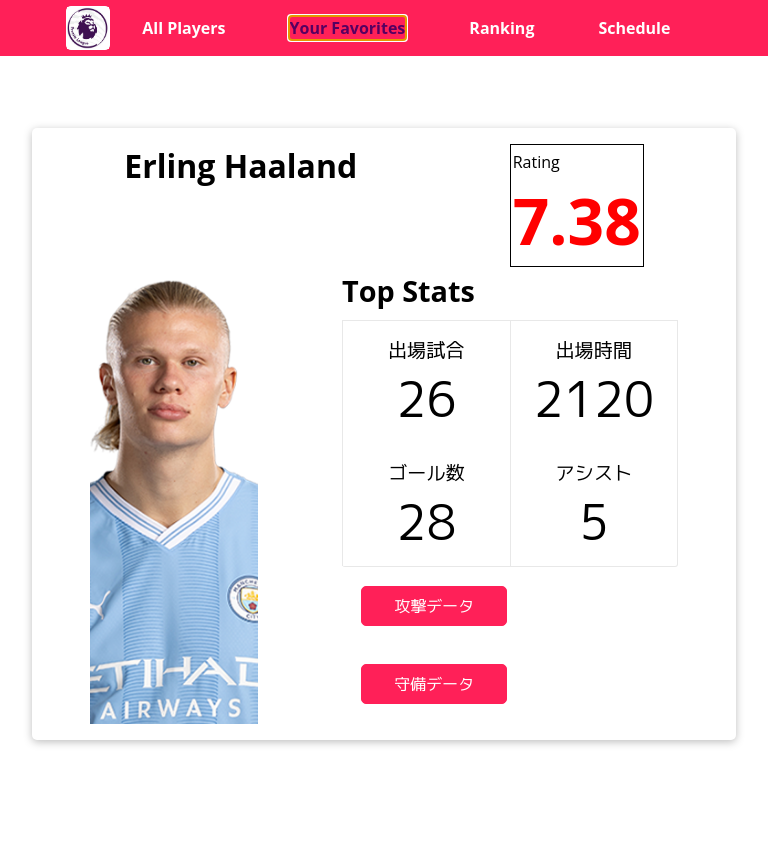 All Players
Your Favorites
Ranking
Schedule
Erling Haaland
Rating
7.38
Top Stats
出場試合
出場時間
26
2120
ゴール数
アシスト
28
5
攻撃データ
守備データ
ETIHAD
AIRWAYS